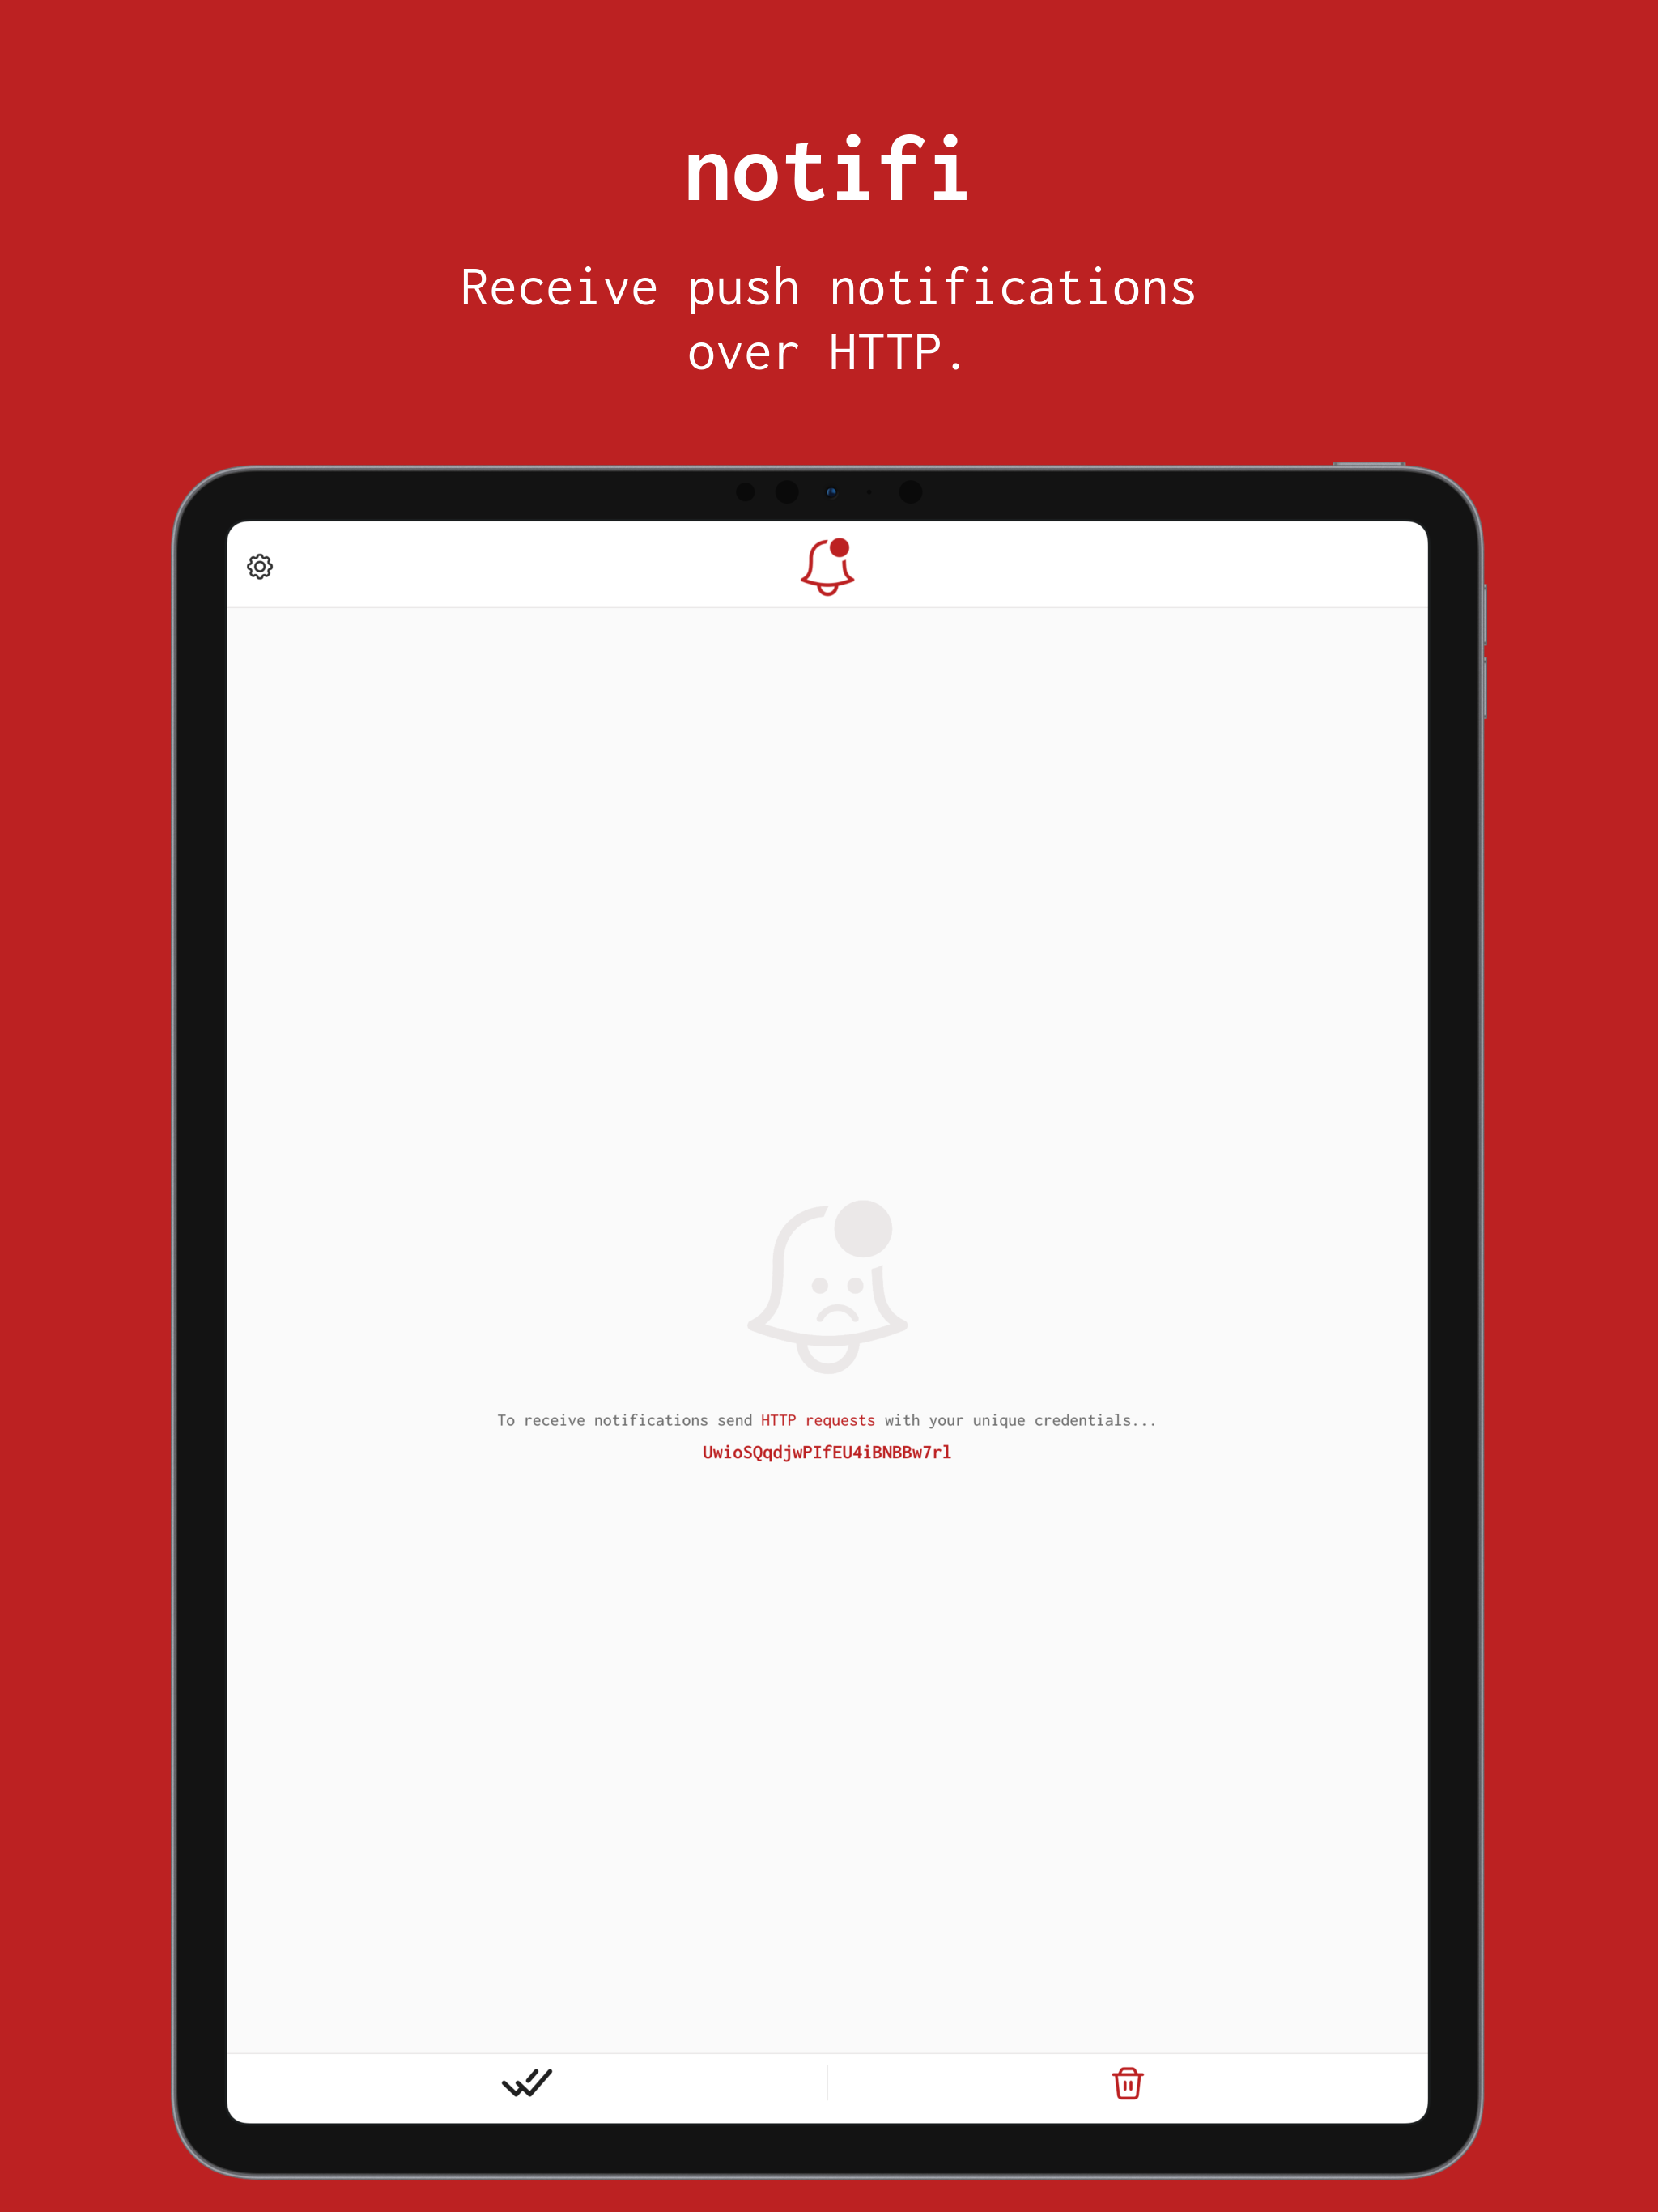 notifi
Receive push notifications
over HTTP.
To receive notifications send HTTP requests with your unique credentials...
UwioSQqdjwPIfEU4iBNBBw7rl